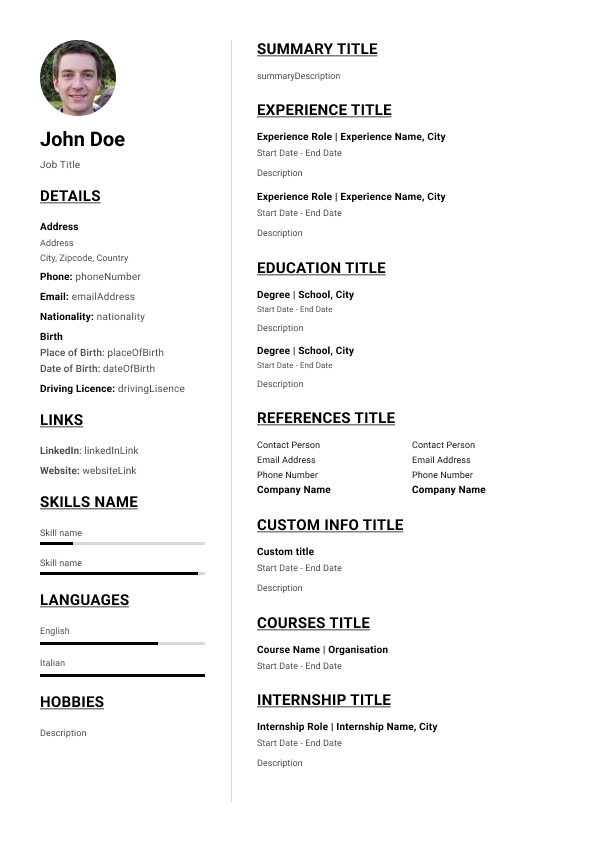 John Doe
Job Title
DETAILS
Address
Address
City, Zipcode, Country
Phone: phoneNumber
Email: emailAddress
Nationality: nationality
Birth
Place of Birth: placeOfBirth
Date of Birth: dateOfBirth
Driving Licence: drivingLisence
LINKS
LinkedIn: linkedInLink
Website: websiteLink
SKILLS NAME
Skill name
Skill name
LANGUAGES
English
Italian
HOBBIES
Description
SUMMARY TITLE
summaryDescription
EXPERIENCE TITLE
Experience Role | Experience Name, City
Start Date - End Date
Description
Experience Role | Experience Name, City
Start Date - End Date
Description
EDUCATION TITLE
Degree | School, City
Start Date - End Date
Description
Degree | School, City
Start Date - End Date
Description
REFERENCES TITLE
Contact Person
Email Address
Phone Number
Company Name
Contact Person
Email Address
Phone Number
Company Name
CUSTOM INFO TITLE
Custom title
Start Date - End Date
Description
COURSES TITLE
Course Name | Organisation
Start Date - End Date
INTERNSHIP TITLE
Internship Role | Internship Name, City
Start Date - End Date
Description